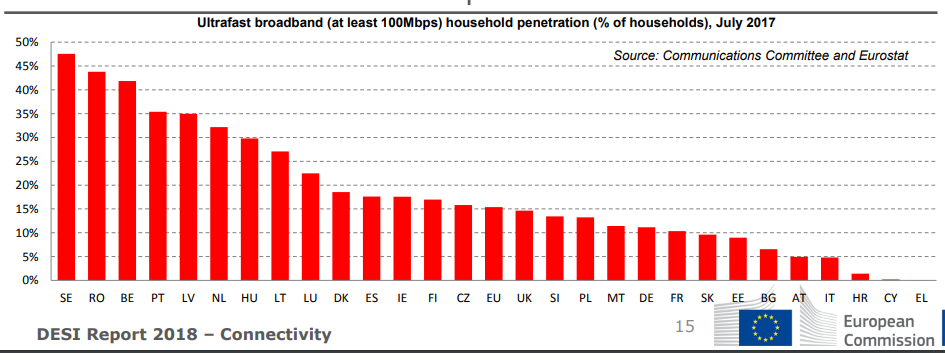 Ultrafast broadband (at least 100Mbps) household penetration (% of households), July 2017
50%
Source: Communications Committee and Eurostat
45%
40%
35%
30%
25%
20%
15%
10%
5%
0%
SE RO BE PT LV NL HU LT LU DK ES IE FI CZ EU UK SI PL MT DE FR SK EE BG AT IT HR CY EL
DESI Report 2018 – Connectivity
15
European
Commission